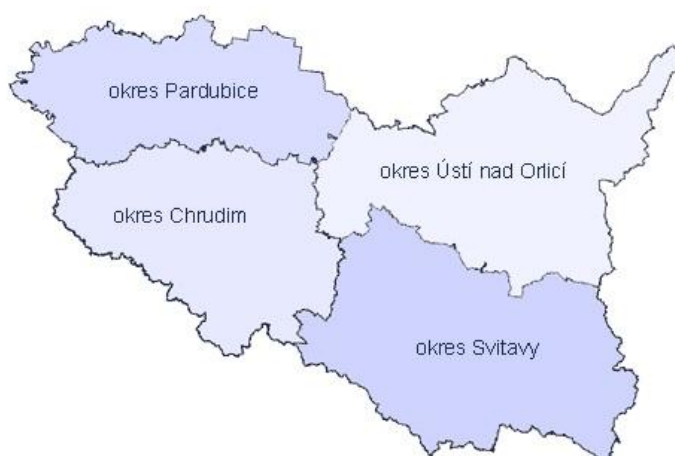 okres Pardubice
okres Ústí nad Orlicí
okres Chrudim
okres Svitavy